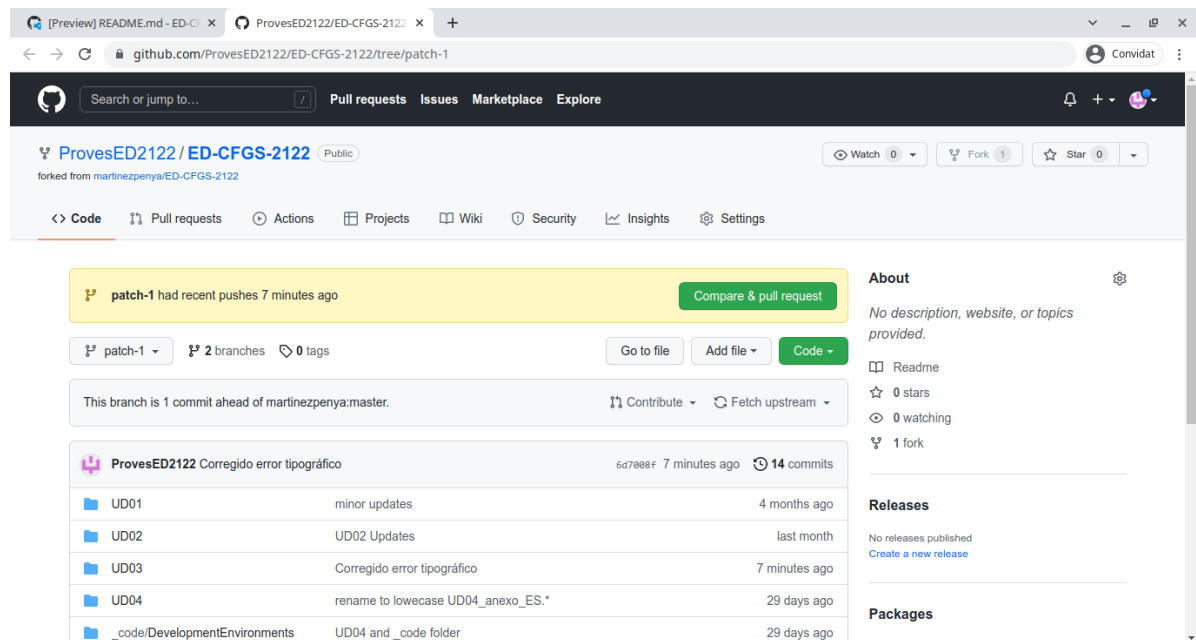 [Preview] README.md - ED-CF
ProvesED2122/ED-CFGS-2122
github.com/ProvesED2122/ED-CFGS-2122/tree/patch-1
Convidat
Search or jump to...
/
Pull requests Issues Marketplace Explore
ProvesED2122 / ED-CFGS-2122 Public
Watch 0 Fork 1 Star 0
forked from martinezpenya/ED-CFGS-2122
<> Code Pull requests Actions Projects Wiki Security Insights Settings
patch-1 had recent pushes 7 minutes ago
Compare & pull request
patch-1 2 branches 0 tags
Go to file Add file Code
This branch is 1 commit ahead of martinezpenya:master.
Contribute Fetch upstream
ProvesED2122 Corregido error tipográfico 6d7008f 7 minutes ago 14 commits
UD01 minor updates 4 months ago
UD02 UD02 Updates last month
UD03 Corregido error tipográfico 7 minutes ago
UD04 rename to lowecase UD04_anexo_ES.* 29 days ago
_code/DevelopmentEnvironments UD04 and _code folder 29 days ago
About
No description, website, or topics
provided.
Readme
0 stars
0 watching
1 fork
Releases
No releases published
Create a new release
Packages